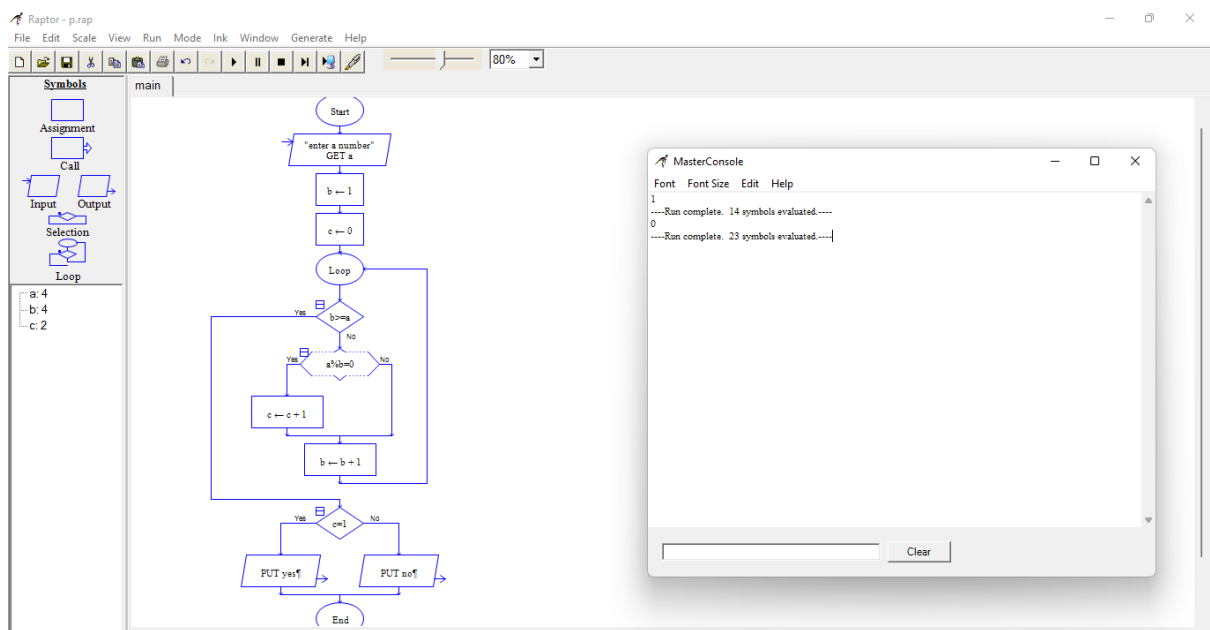 Raptor - p.rap
File Edit Scale View Run Mode Ink Window Generate Help
80%
Symbols
Assignment
Call
Input Output
Selection
Loop
a: 4
b: 4
c: 2
main
Start
"enter a number"
GET a
b ← 1
c ← 0
Loop
Yes b>=a
No
Yes a%b=0 No
c ← c + 1
b ← b + 1
Yes c=1 No
PUT yes¶ PUT no¶
End
MasterConsole
Font Font Size Edit Help
1
----Run complete. 14 symbols evaluated.----
0
----Run complete. 23 symbols evaluated.----
Clear